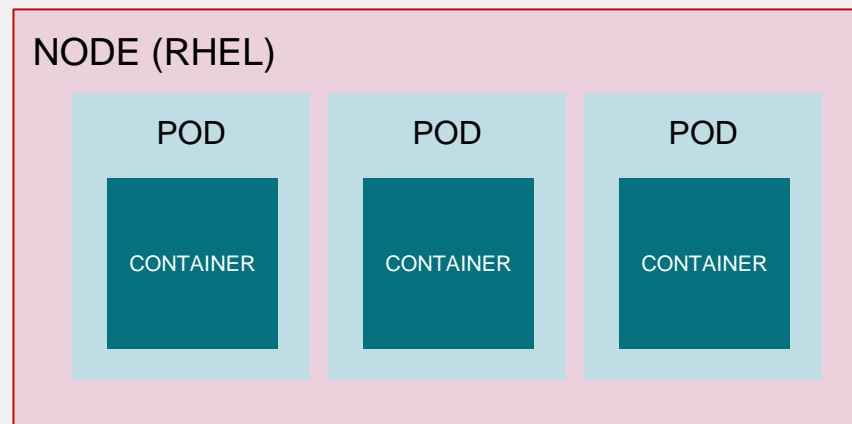 NODE (RHEL)
POD POD POD
CONTAINER CONTAINER CONTAINER